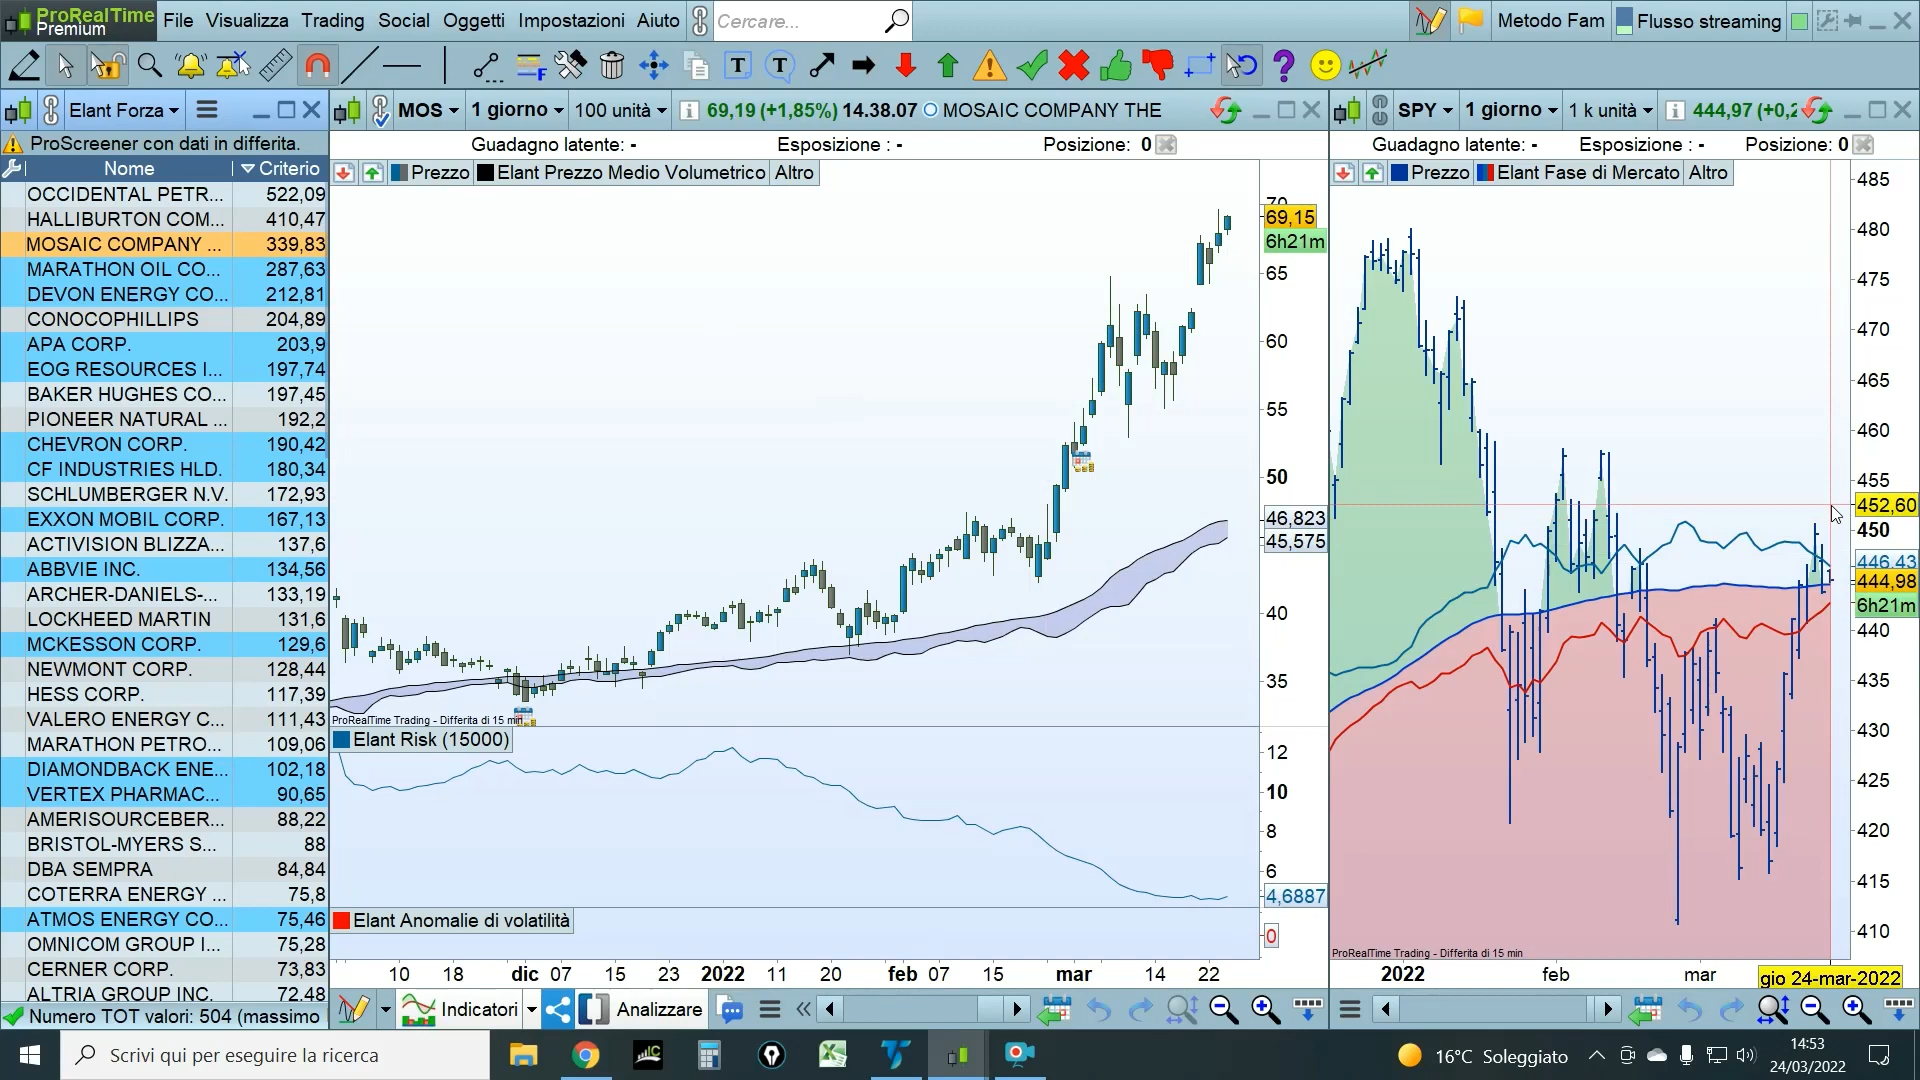 ProRealTime
Premium
File Visualizza Trading Social Oggetti Impostazioni Aiuto
Cercare...
Metodo Fam
Flusso streaming
Elant Forza
ProScreener con dati in differita.
Nome Criterio
OCCIDENTAL PETR... 522,09
HALLIBURTON COM... 410,47
MOSAIC COMPANY ... 339,83
MARATHON OIL CO... 287,63
DEVON ENERGY CO... 212,81
CONOCOPHILLIPS 204,89
APA CORP. 203,9
EOG RESOURCES I... 197,74
BAKER HUGHES CO... 197,45
PIONEER NATURAL ... 192,2
CHEVRON CORP. 190,42
CF INDUSTRIES HLD. 180,34
SCHLUMBERGER N.V. 172,93
EXXON MOBIL CORP. 167,13
ACTIVISION BLIZZA... 137,6
ABBVIE INC. 134,56
ARCHER-DANIELS-... 133,19
LOCKHEED MARTIN 131,6
MCKESSON CORP. 129,6
NEWMONT CORP. 128,44
HESS CORP. 117,39
VALERO ENERGY C... 111,43
MARATHON PETRO... 109,06
DIAMONDBACK ENE... 102,18
VERTEX PHARMAC... 90,65
AMERISOURCEBER... 88,22
BRISTOL-MYERS S... 88
DBA SEMPRA 84,84
COTERRA ENERGY ... 75,8
ATMOS ENERGY CO... 75,46
OMNICOM GROUP I... 75,28
CERNER CORP. 73,83
ALTRIA GROUP INC. 72,48
Numero TOT valori: 504 (massimo
MOS 1 giorno 100 unità 69,19 (+1,85%) 14.38.07 MOSAIC COMPANY THE
Guadagno latente: - Esposizione : - Posizione: 0
Prezzo Elant Prezzo Medio Volumetrico Altro
70
69,15
6h21m
65
60
55
50
46,823
45,575
40
35
ProRealTime Trading - Differita di 15 min
Elant Risk (15000)
12
10
8
6
4,6887
Elant Anomalie di volatilità
0
10 18 dic 07 15 23 2022 11 20 feb 07 15 mar 14 22
Indicatori
Analizzare
SPY 1 giorno 1 k unità 444,97 (+0,2
Guadagno latente: - Esposizione : - Posizione: 0
Prezzo Elant Fase di Mercato Altro
485
480
475
470
465
460
455
452,60
450
446,43
444,98
6h21m
440
435
430
425
420
415
410
ProRealTime Trading - Differita di 15 min
2022 feb mar gio 24-mar-2022
Scrivi qui per eseguire la ricerca
16°C Soleggiato
14:53
24/03/2022